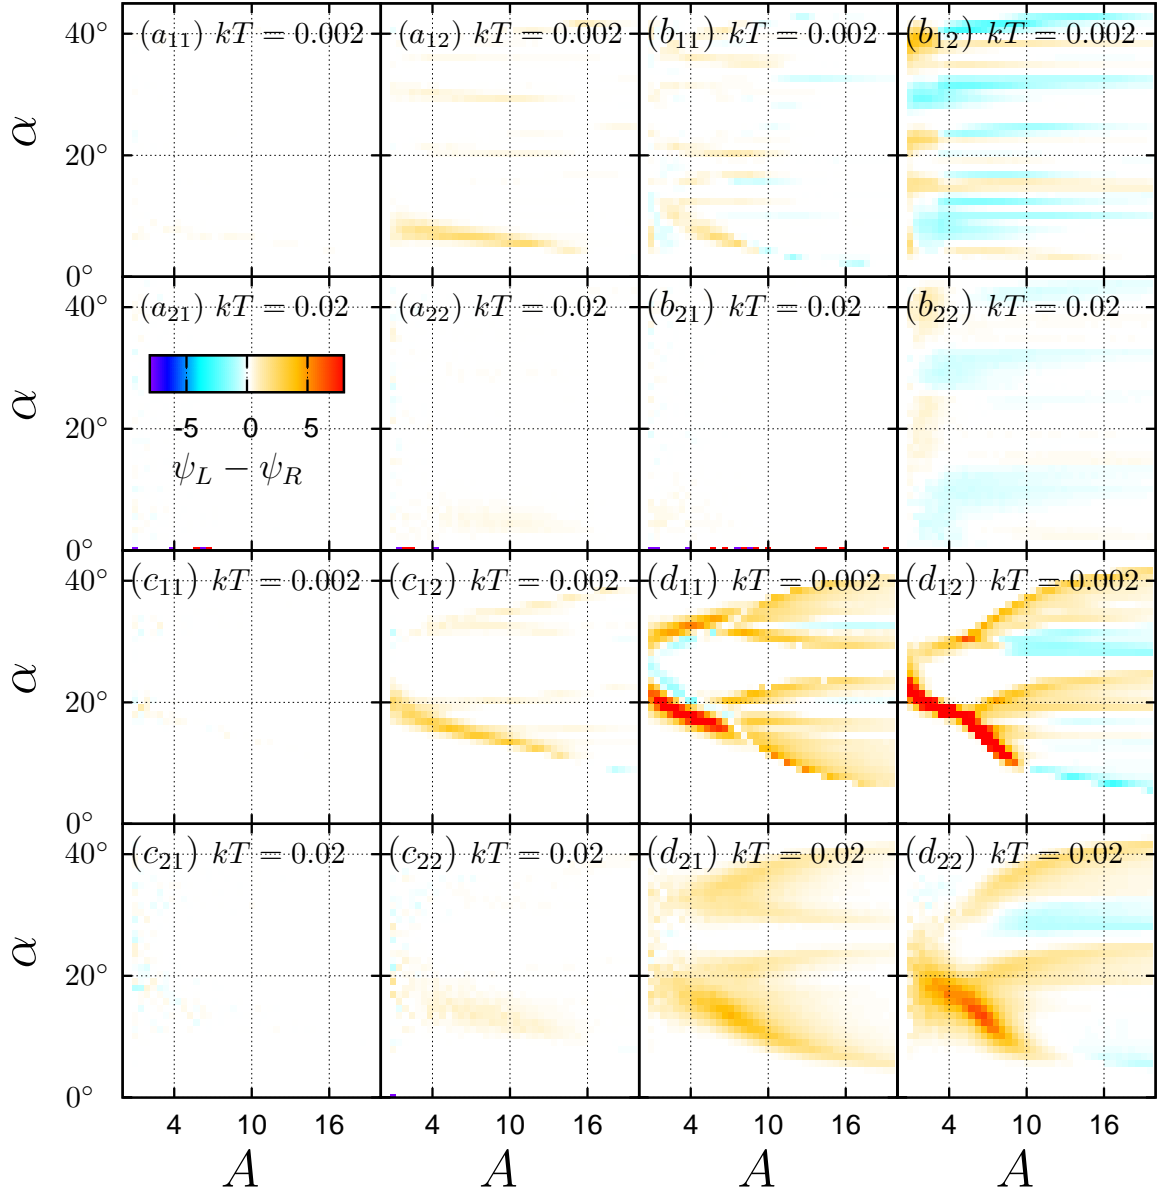 40° (a₁₁) kT = 0.002 (a₁₂) kT = 0.002 (b₁₁) kT = 0.002 (b₁₂) kT = 0.002
α
20°
0°
40° (a₂₁) kT = 0.02 (a₂₂) kT = 0.02 (b₂₁) kT = 0.02 (b₂₂) kT = 0.02
α
20° -5 0 5
ψ_L − ψ_R
0°
40° (c₁₁) kT = 0.002 (c₁₂) kT = 0.002 (d₁₁) kT = 0.002 (d₁₂) kT = 0.002
α
20°
0°
40° (c₂₁) kT = 0.02 (c₂₂) kT = 0.02 (d₂₁) kT = 0.02 (d₂₂) kT = 0.02
α
20°
0°
4 10 16 4 10 16 4 10 16 4 10 16
A A A A